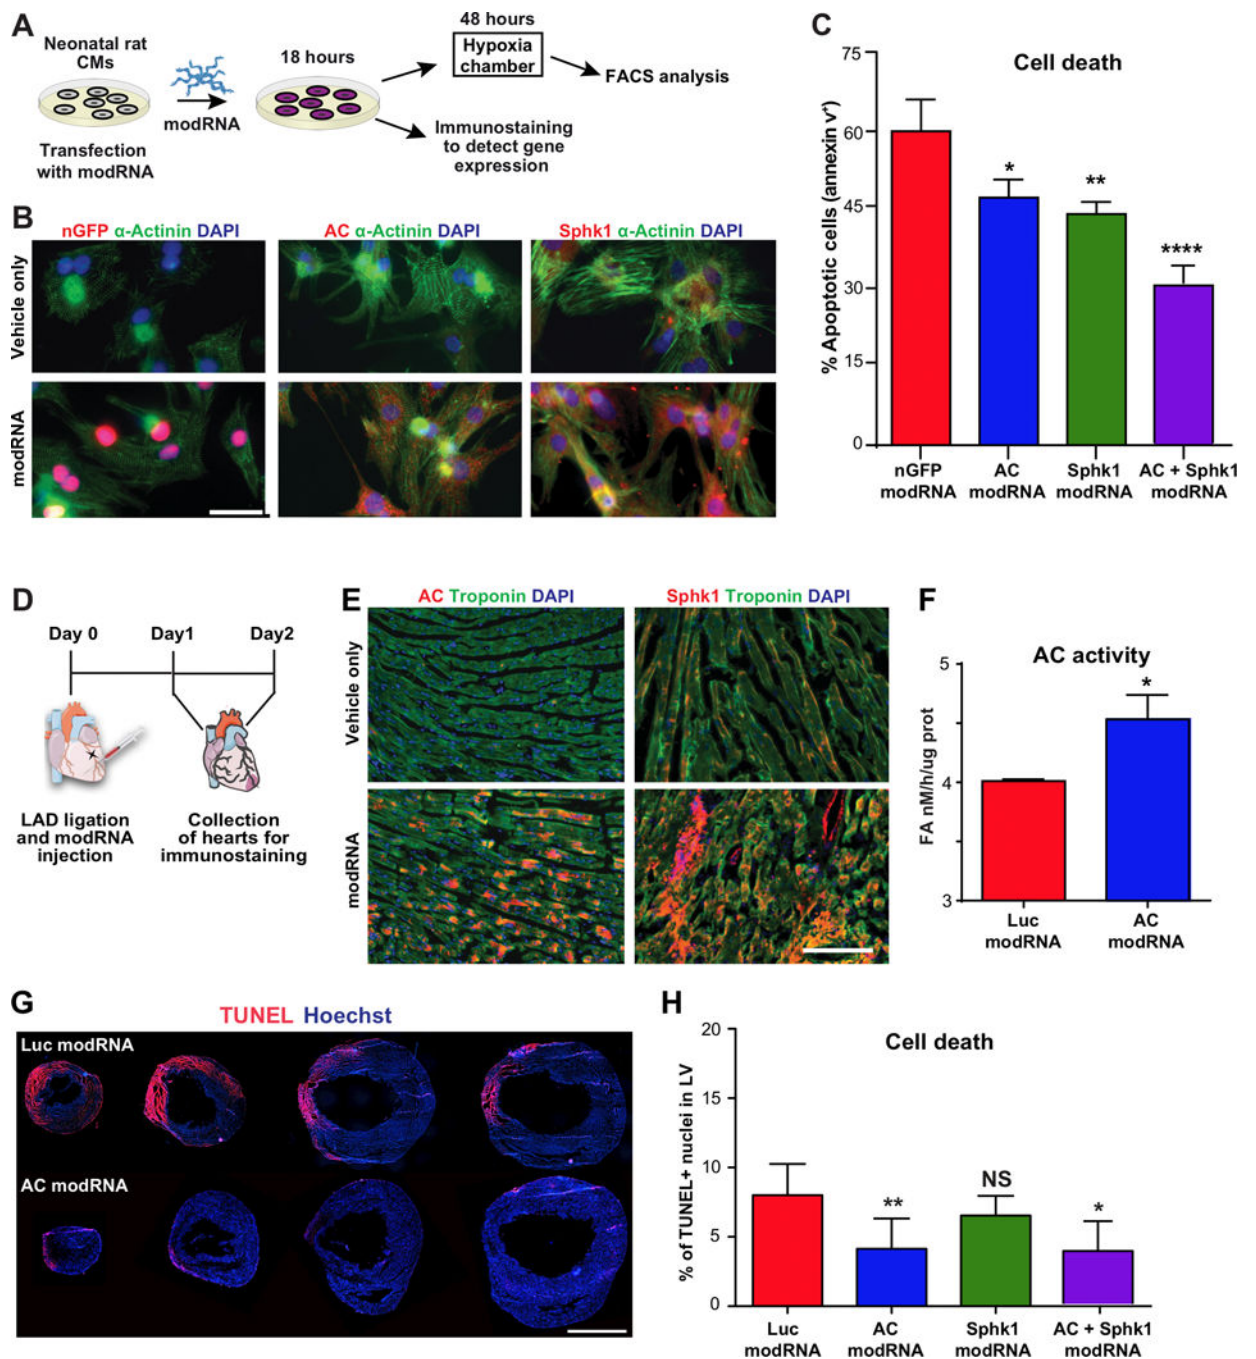 A
Neonatal rat
CMs
Transfection
with modRNA
modRNA
18 hours
48 hours
Hypoxia
chamber
FACS analysis
Immunostaining
to detect gene
expression
B
nGFP α-Actinin DAPI
AC α-Actinin DAPI
Sphk1 α-Actinin DAPI
Vehicle only
modRNA
C
Cell death
% Apoptotic cells (annexin v⁺)
75
60
45
30
15
0
*
**
****
nGFP
modRNA
AC
modRNA
Sphk1
modRNA
AC + Sphk1
modRNA
D
Day 0
Day1
Day2
LAD ligation
and modRNA
injection
Collection
of hearts for
immunostaining
E
AC Troponin DAPI
Sphk1 Troponin DAPI
Vehicle only
modRNA
F
AC activity
FA nM/h/ug prot
5
4
3
*
Luc
modRNA
AC
modRNA
G
TUNEL Hoechst
Luc modRNA
AC modRNA
H
Cell death
% of TUNEL+ nuclei in LV
20
15
10
5
0
**
NS
*
Luc
modRNA
AC
modRNA
Sphk1
modRNA
AC + Sphk1
modRNA